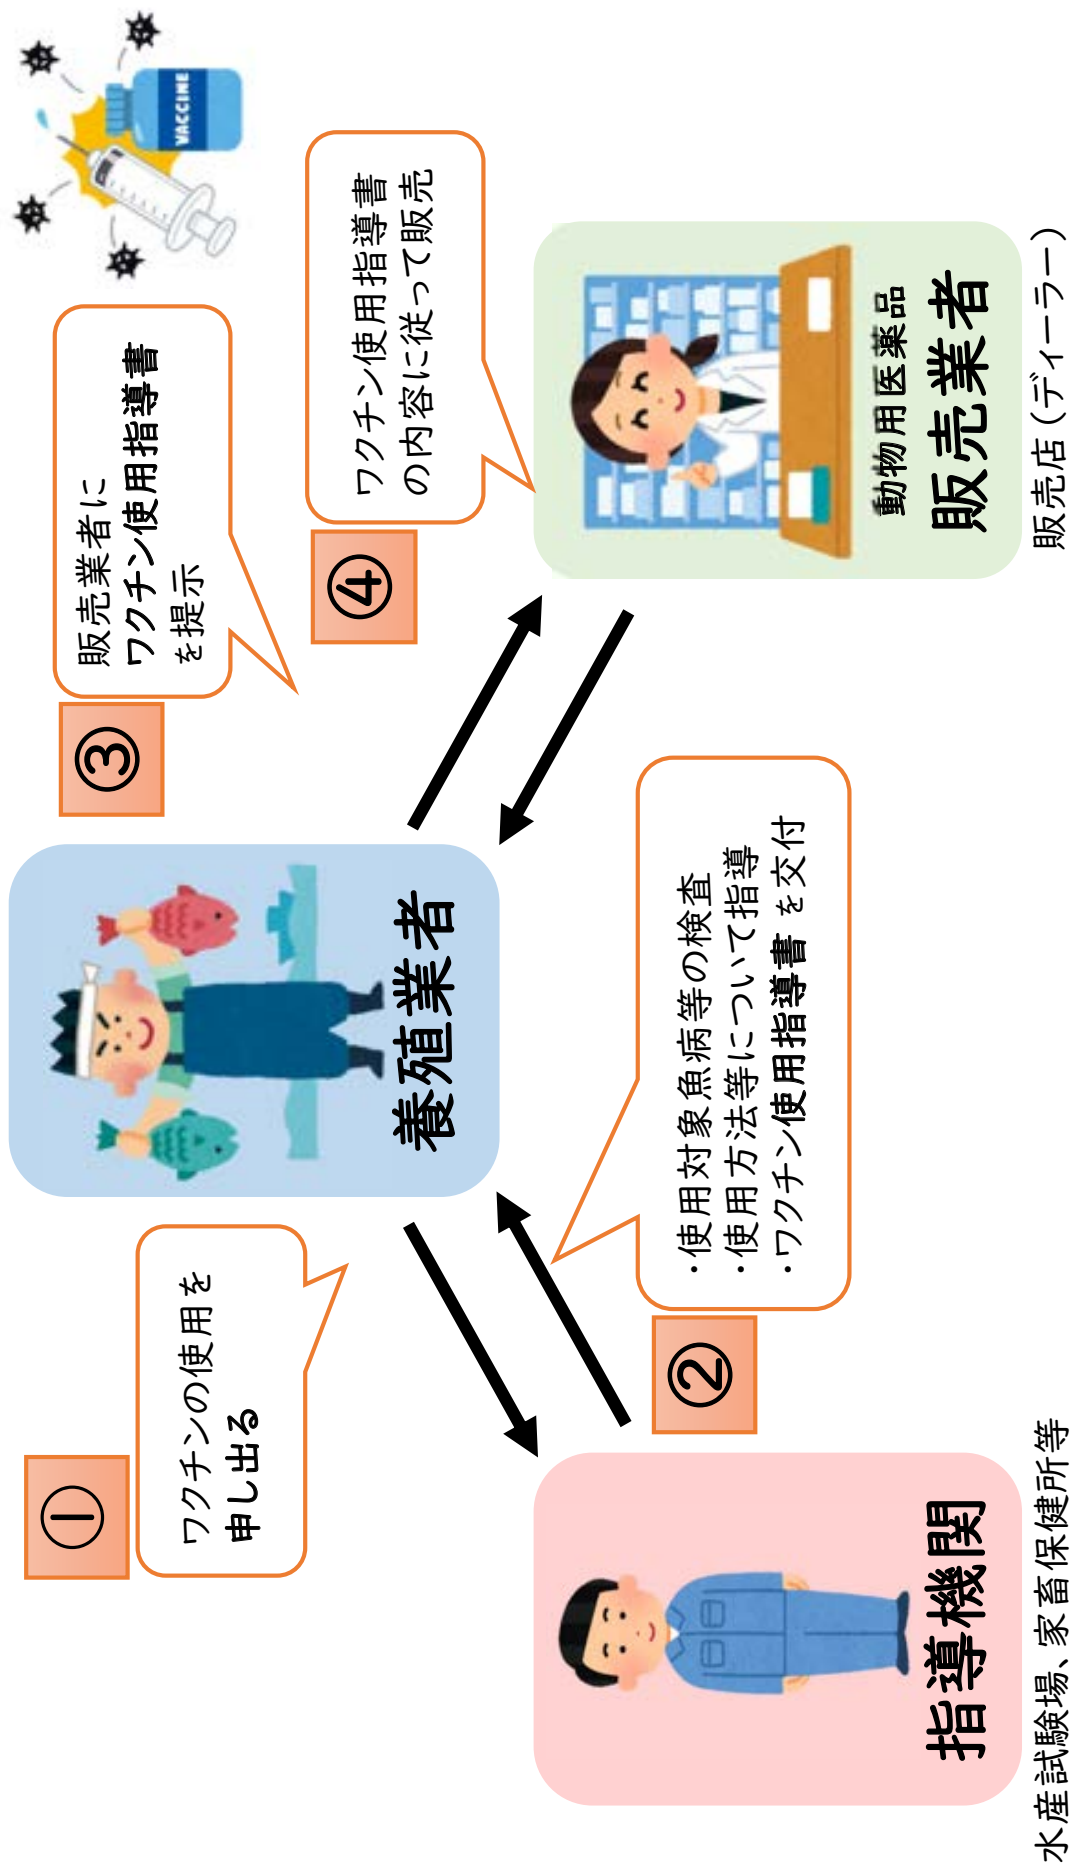 ①
ワクチンの使用を
申し出る
②
・使用対象魚病等の検査
・使用方法等について指導
・ワクチン使用指導書 を交付
③
販売業者に
ワクチン使用指導書
を提示
④
ワクチン使用指導書
の内容に従って販売
VACCINE
養殖業者
指導機関
水産試験場、家畜保健所等
動物用医薬品
販売業者
販売店(ディーラー)